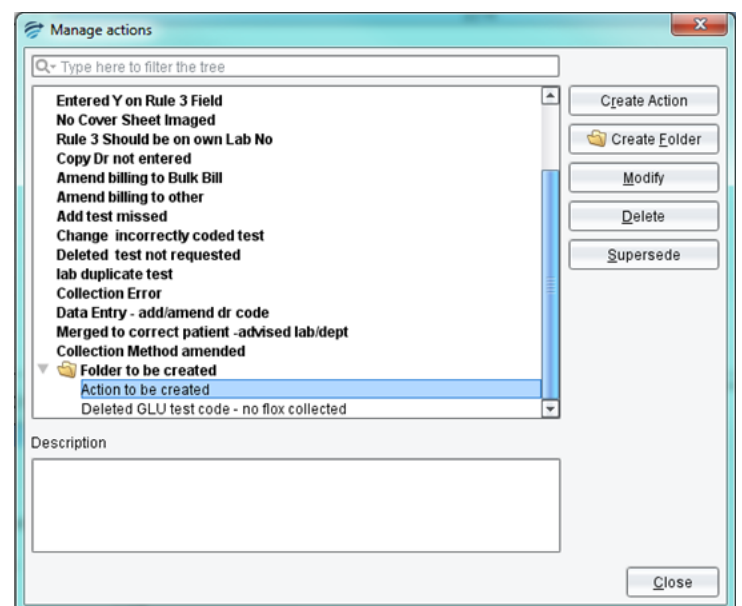 Manage actions
Type here to filter the tree
Entered Y on Rule 3 Field
No Cover Sheet Imaged
Rule 3 Should be on own Lab No
Copy Dr not entered
Amend billing to Bulk Bill
Amend billing to other
Add test missed
Change  incorrectly coded test
Deleted  test not requested
lab duplicate test
Collection Error
Data Entry - add/amend dr code
Merged to correct patient -advised lab/dept
Collection Method amended
Folder to be created
Action to be created
Deleted GLU test code - no flox collected
Create Action
Create Folder
Modify
Delete
Supersede
Description
Close